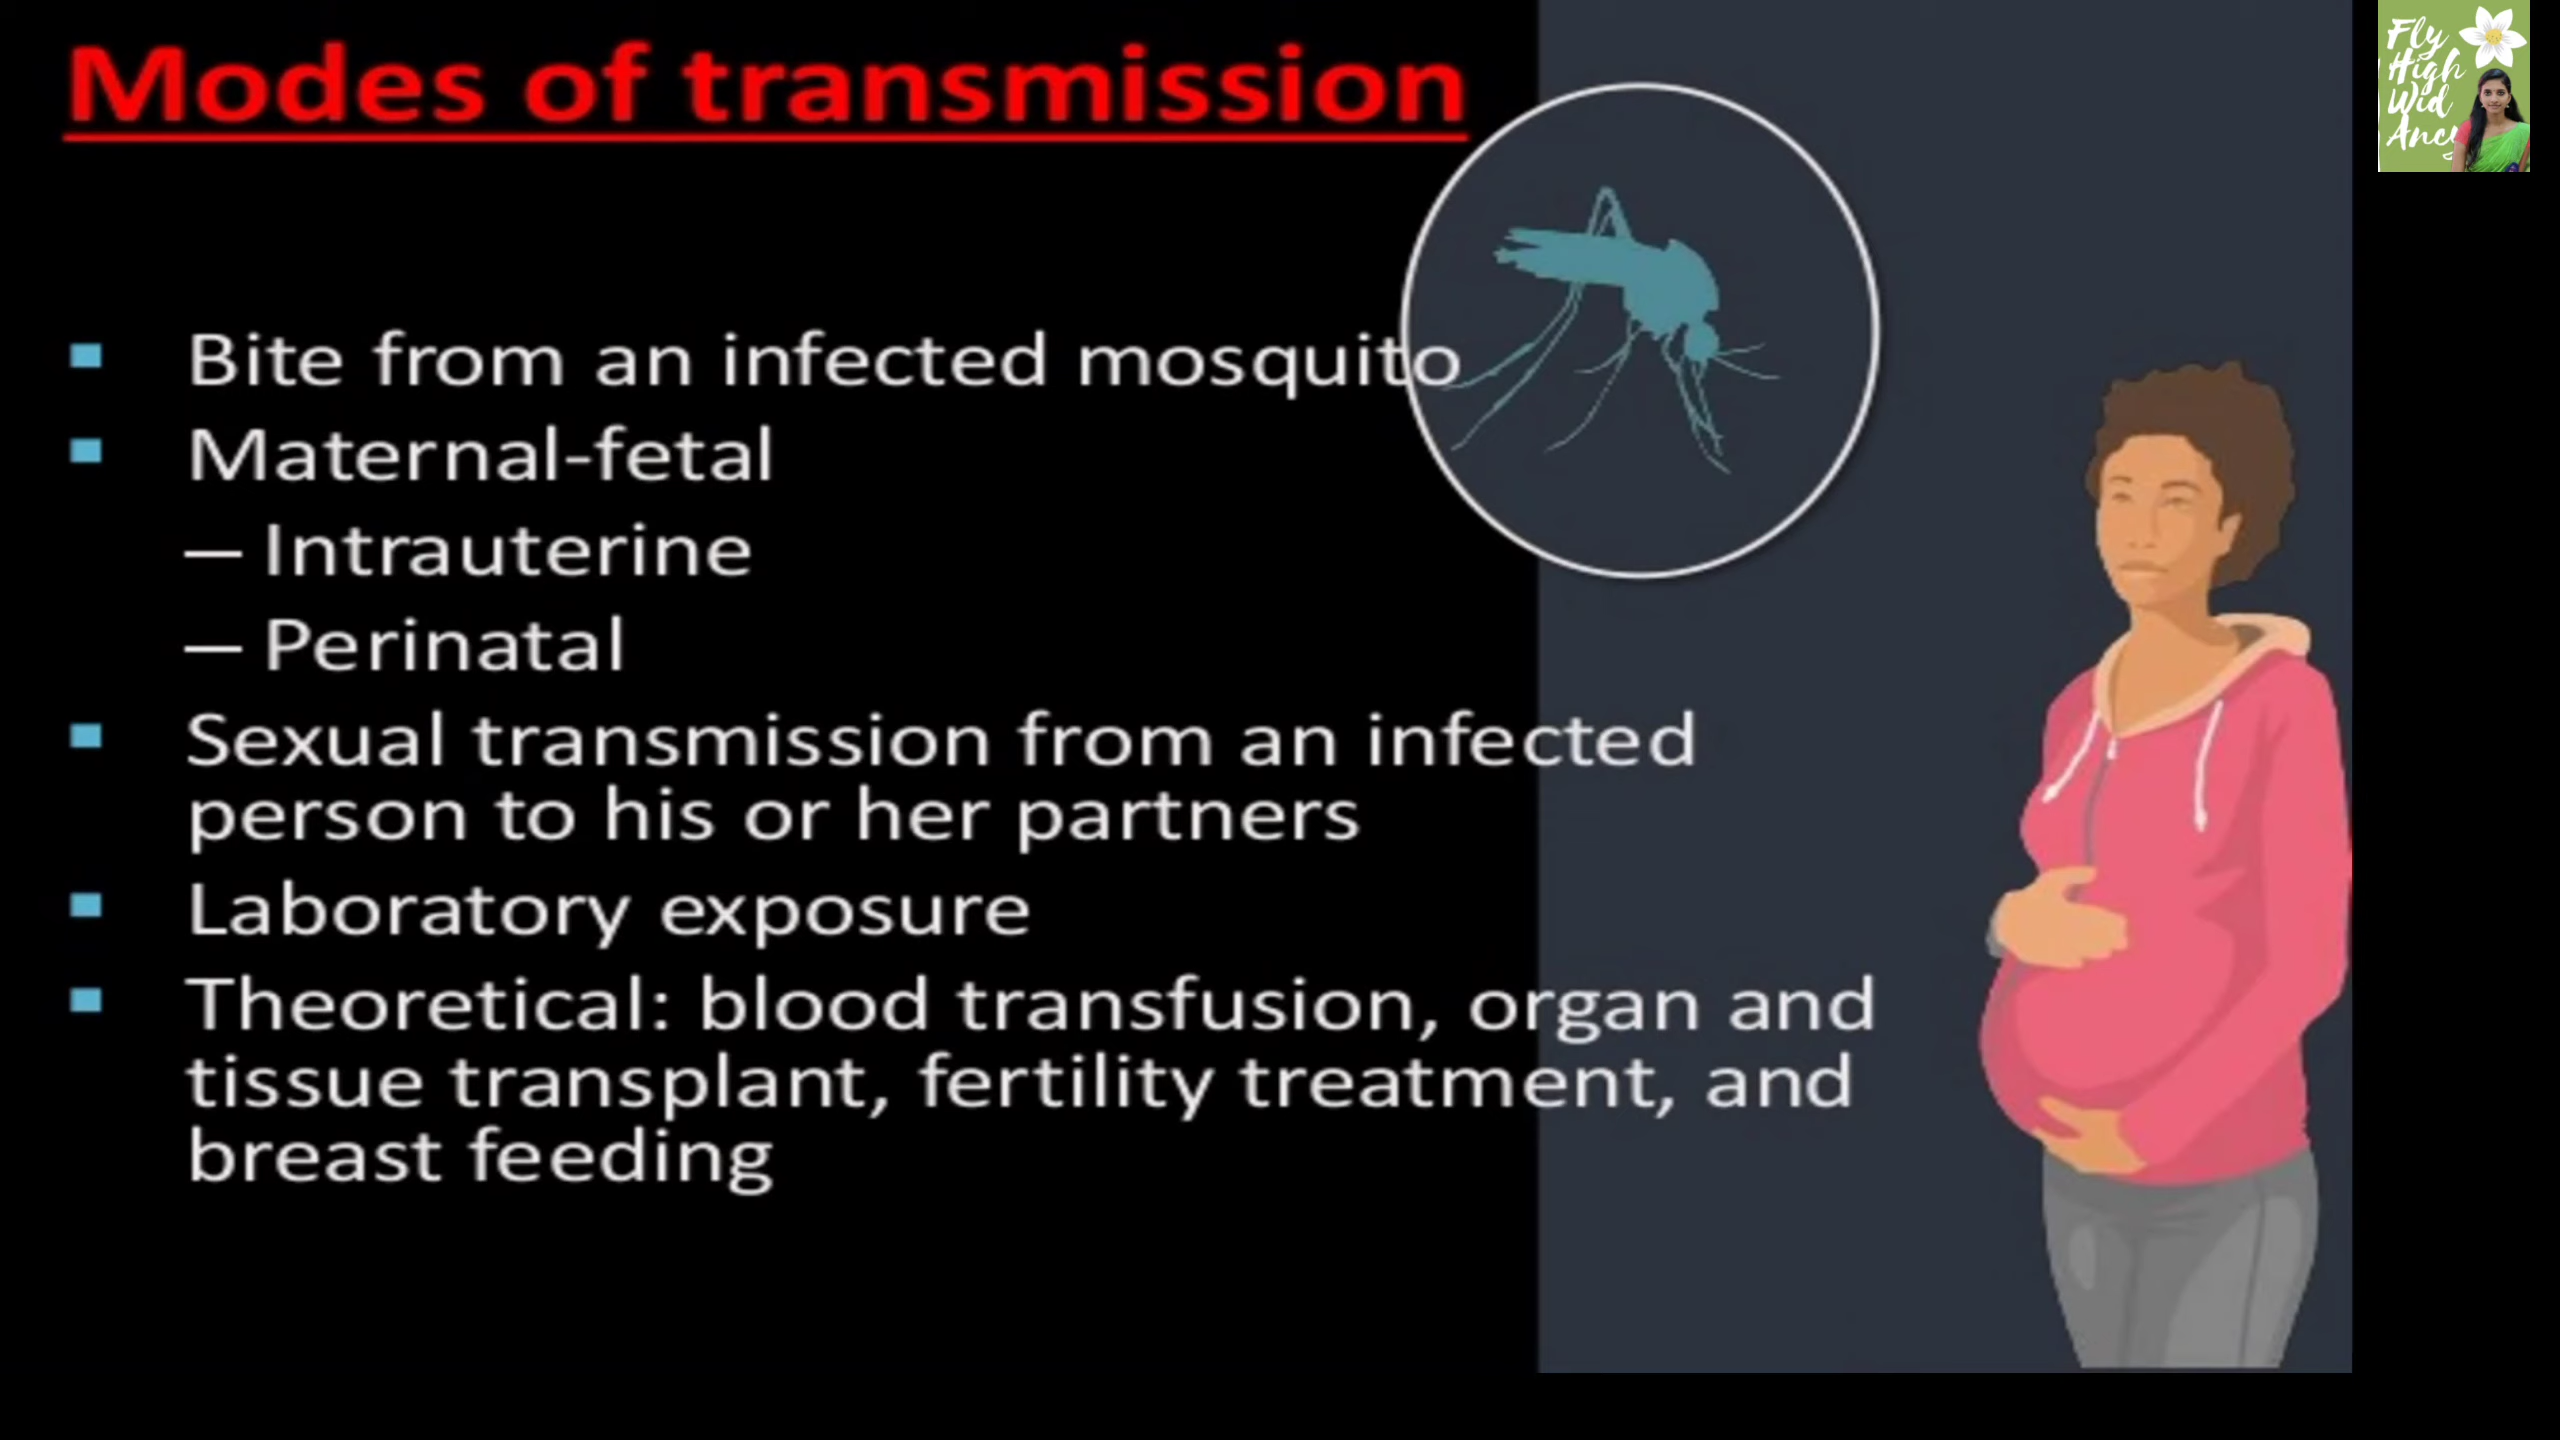 Modes of transmission
Fly
High
Wid
Ancy
▪ Bite from an infected mosquito
▪ Maternal-fetal
– Intrauterine
– Perinatal
▪ Sexual transmission from an infected
person to his or her partners
▪ Laboratory exposure
▪ Theoretical: blood transfusion, organ and
tissue transplant, fertility treatment, and
breast feeding